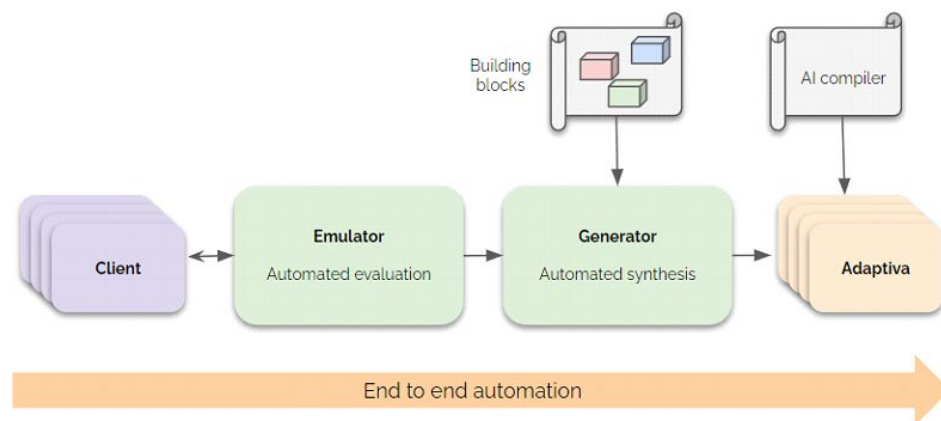 Building
blocks
AI compiler
Client
Emulator
Automated evaluation
Generator
Automated synthesis
Adaptiva
End to end automation